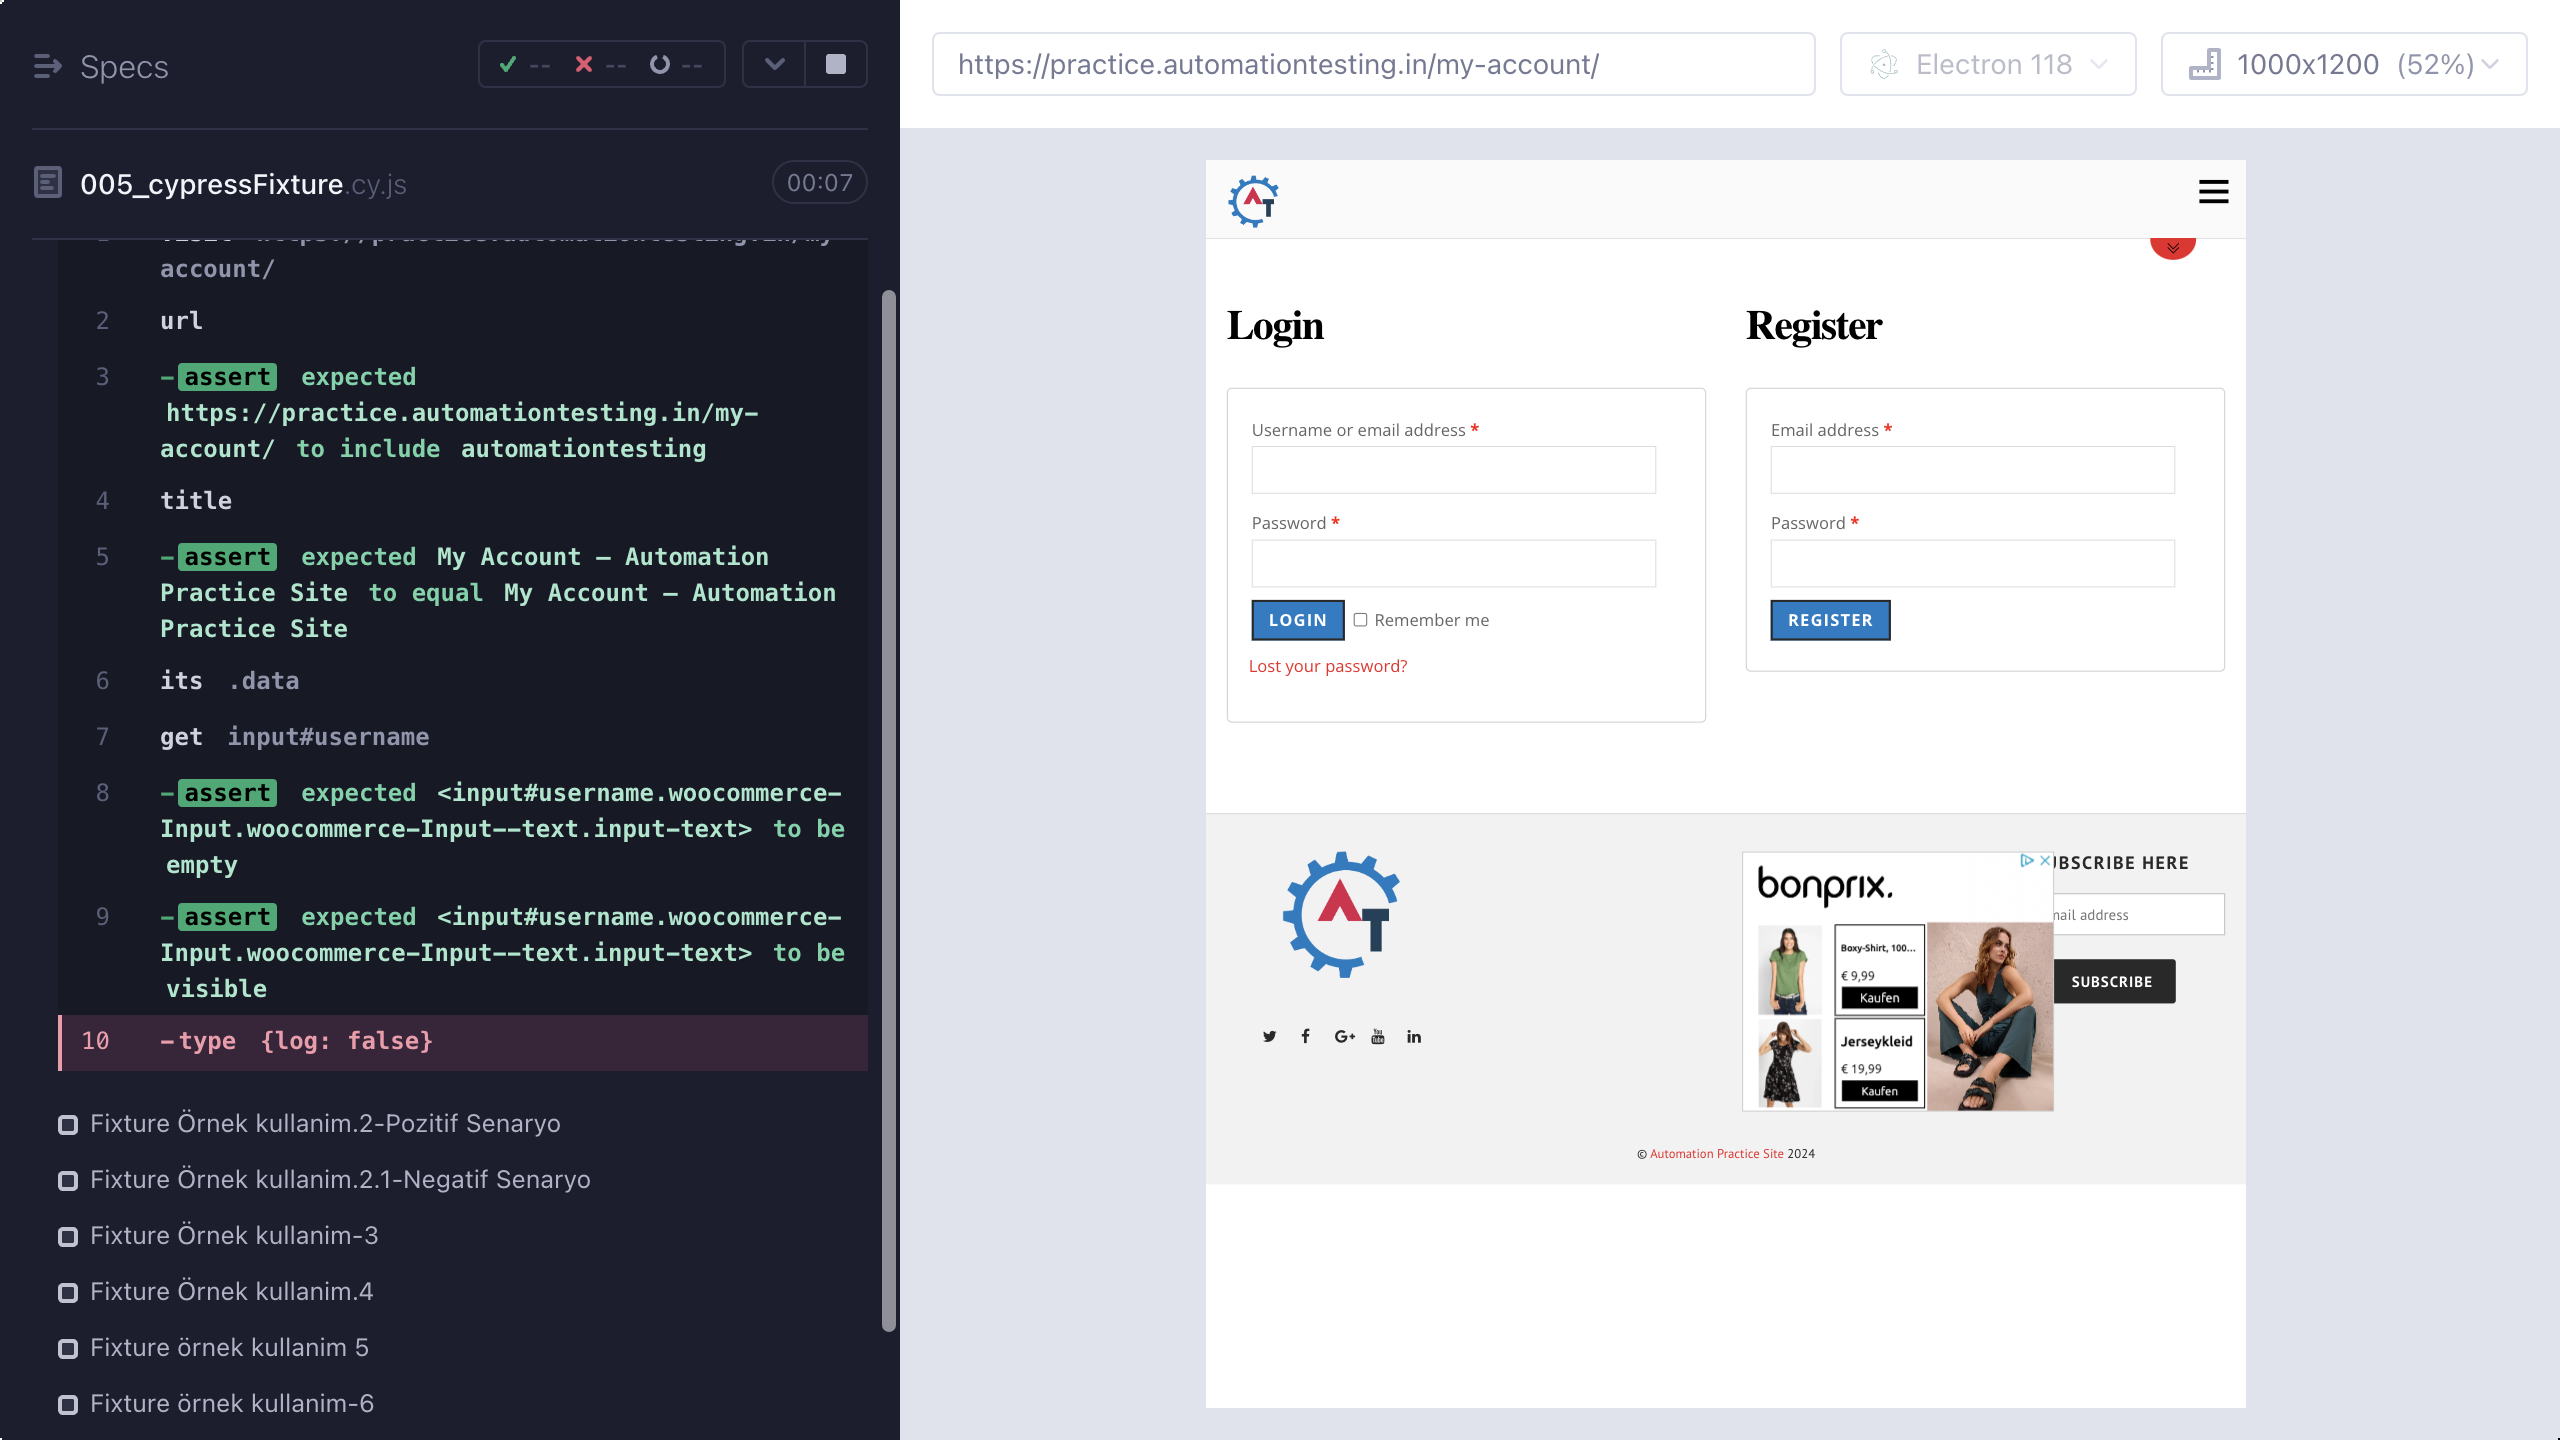 Specs
-- -- --
005_cypressFixture.cy.js
00:07
account/
2 url
3 -assert expected
https://practice.automationtesting.in/my-
account/ to include automationtesting
4 title
5 -assert expected My Account – Automation
Practice Site to equal My Account – Automation
Practice Site
6 its .data
7 get input#username
8 -assert expected <input#username.woocommerce-
Input.woocommerce-Input--text.input-text> to be
empty
9 -assert expected <input#username.woocommerce-
Input.woocommerce-Input--text.input-text> to be
visible
10 -type {log: false}
Fixture Örnek kullanim.2-Pozitif Senaryo
Fixture Örnek kullanim.2.1-Negatif Senaryo
Fixture Örnek kullanim-3
Fixture Örnek kullanim.4
Fixture örnek kullanim 5
Fixture örnek kullanim-6
https://practice.automationtesting.in/my-account/
Electron 118
1000x1200 (52%)
AT
Login
Username or email address *
Password *
LOGIN
Remember me
Lost your password?
Register
Email address *
Password *
REGISTER
AT
bonprix.
Boxy-Shirt, 100...
€ 9,99
Kaufen
Jerseykleid
€ 19,99
Kaufen
UBSCRIBE HERE
mail address
SUBSCRIBE
You
Tube
© Automation Practice Site 2024